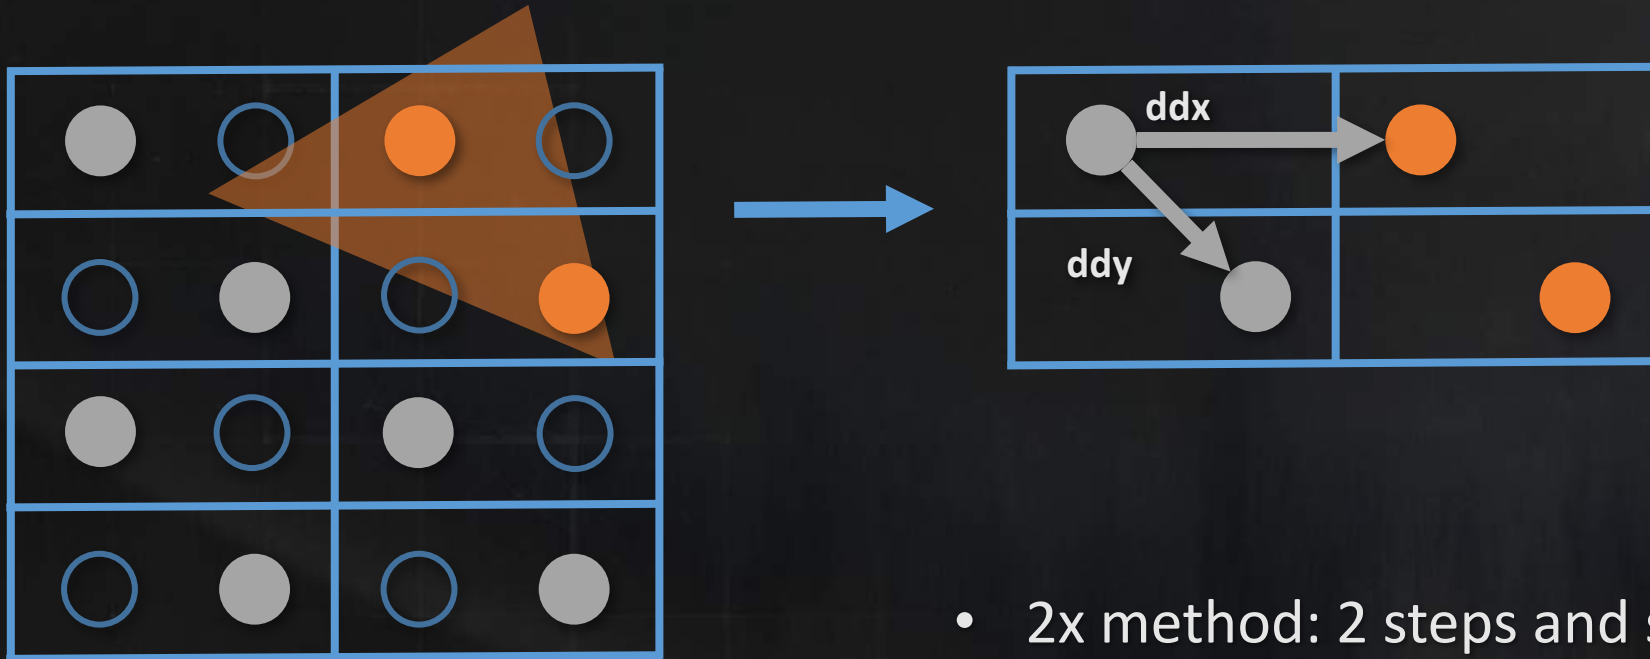 ddx
ddy
• 2x method: 2 steps and